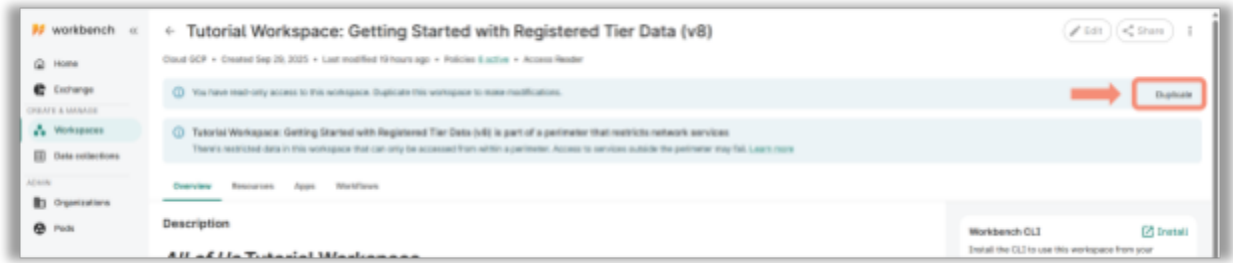 workbench «
Home
Exchange
CREATE & MANAGE
Workspaces
Data collections
ADMIN
Organizations
Pods
← Tutorial Workspace: Getting Started with Registered Tier Data (v8)
Edit
Share
Cloud GCP • Created Sep 29, 2025 • Last modified 19 hours ago • Policies 8 active • Access Reader
You have read-only access to this workspace. Duplicate this workspace to make modifications.
Duplicate
Tutorial Workspace: Getting Started with Registered Tier Data (v8) is part of a perimeter that restricts network services
There's restricted data in this workspace that can only be accessed from within a perimeter. Access to services outside the perimeter may fail. Learn more
Overview Resources Apps Workflows
Description
All of Us Tutorial Workspace
Workbench CLI
Install
Install the CLI to use this workspace from your